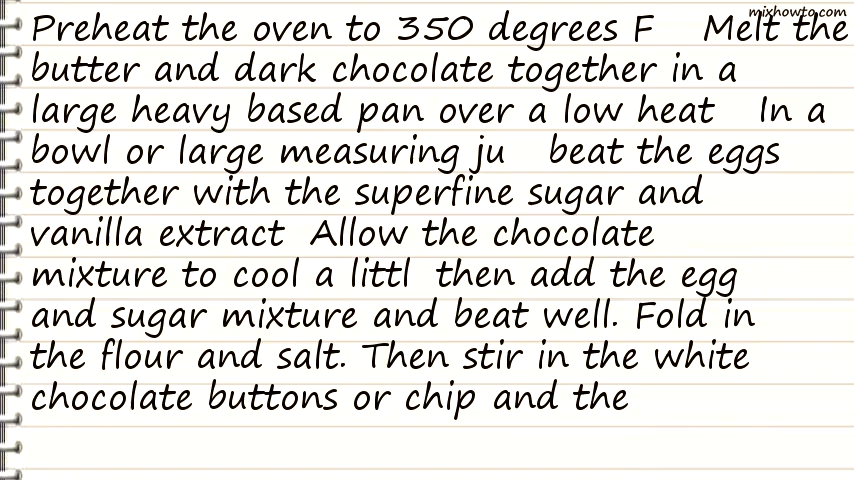 mixhowto.com
Preheat the oven to 350 degrees F    Melt the
butter and dark chocolate together in a
large heavy based pan over a low heat    In a
bowl or large measuring ju    beat the eggs
together with the superfine sugar and
vanilla extract  Allow the chocolate
mixture to cool a littl  then add the egg
and sugar mixture and beat well. Fold in
the flour and salt. Then stir in the white
chocolate buttons or chip and the